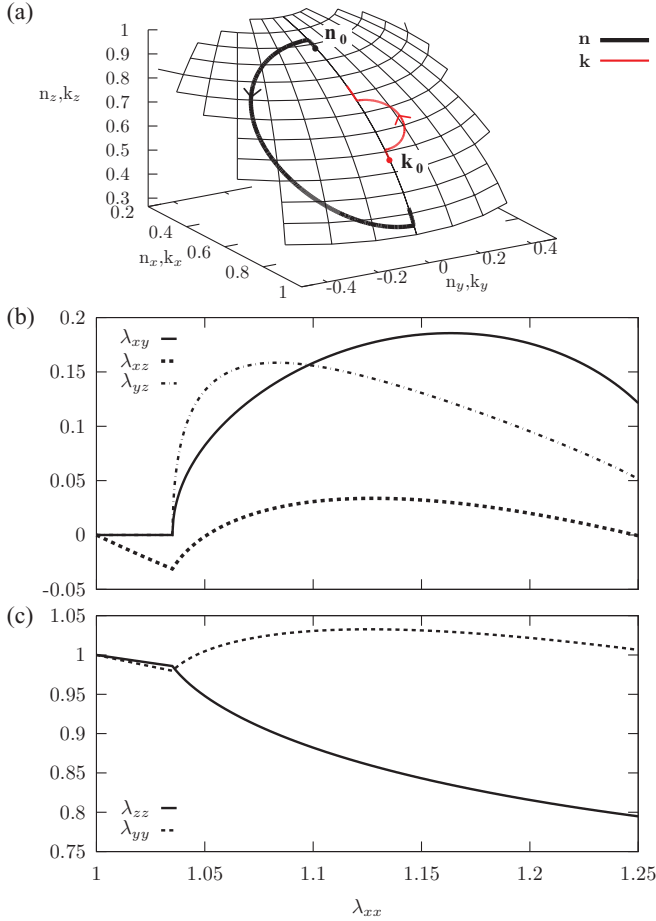 (a)
1
0.9
0.8
0.7
0.6
0.5
0.4
0.3
0.2
n_z,k_z
0.4
0.6
0.8
1
n_x,k_x
-0.4
-0.2
0
0.2
0.4
n_y,k_y
n_0
k_0
n
k
(b)
0.2
0.15
0.1
0.05
0
-0.05
λ_xy
λ_xz
λ_yz
(c)
1.05
1
0.95
0.9
0.85
0.8
0.75
λ_zz
λ_yy
1
1.05
1.1
1.15
1.2
1.25
λ_xx